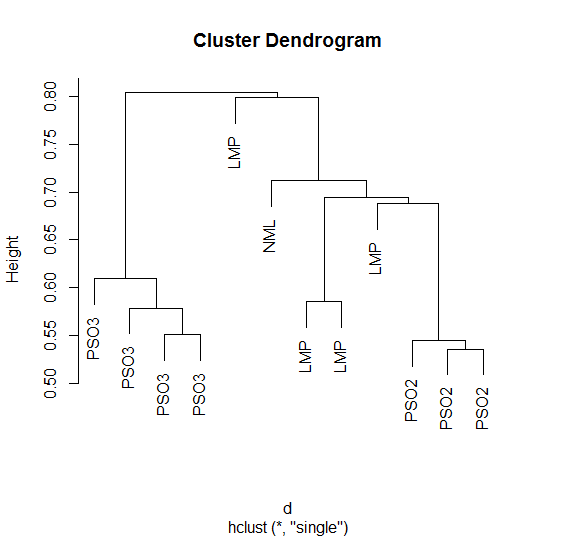 Cluster Dendrogram
Height
0.80
0.75
0.70
0.65
0.60
0.55
0.50
PSO3
PSO3
PSO3
PSO3
LMP
NML
LMP
LMP
LMP
PSO2
PSO2
PSO2
d
hclust (*, "single")